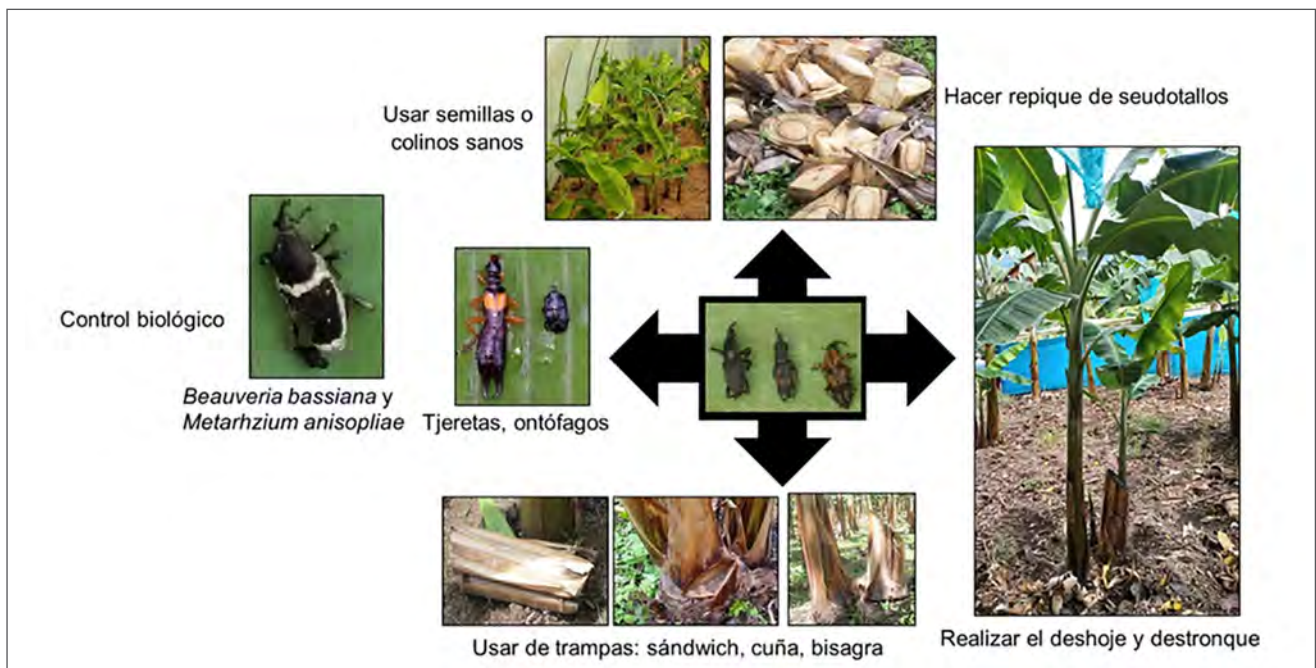 Usar semillas o
colinos sanos
Hacer repique de seudotallos
Control biológico
Beauveria bassiana y
Metarhzium anisopliae
Tjeretas, ontófagos
Usar de trampas: sándwich, cuña, bisagra
Realizar el deshoje y destronque